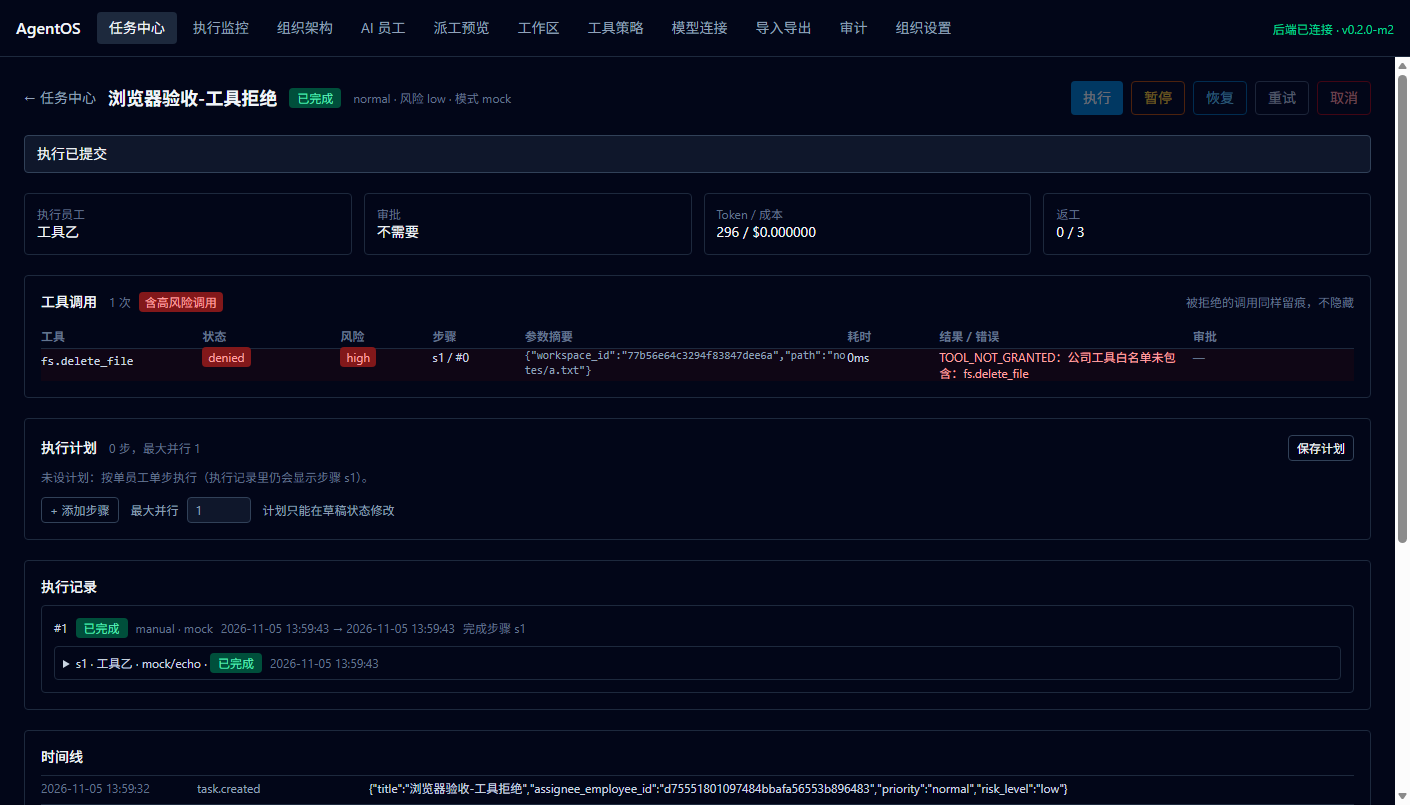 AgentOS 任务中心 执行监控 组织架构 AI 员工 派工预览 工作区 工具策略 模型连接 导入导出 审计 组织设置 后端已连接 · v0.2.0-m2
← 任务中心 浏览器验收-工具拒绝 已完成 normal · 风险 low · 模式 mock 执行 暂停 恢复 重试 取消
执行已提交
执行员工 审批 Token / 成本 返工
工具乙 不需要 296 / $0.000000 0 / 3
工具调用 1 次 含高风险调用 被拒绝的调用同样留痕，不隐藏
工具 状态 风险 步骤 参数摘要 耗时 结果 / 错误 审批
fs.delete_file denied high s1 / #0 {"workspace_id":"77b56e64c3294f83847dee6a","path":"no 0ms TOOL_NOT_GRANTED：公司工具白名单未包 —
tes/a.txt"} 含：fs.delete_file
执行计划 0 步，最大并行 1 保存计划
未设计划：按单员工单步执行（执行记录里仍会显示步骤 s1）。
+ 添加步骤 最大并行 1 计划只能在草稿状态修改
执行记录
#1 已完成 manual · mock 2026-11-05 13:59:43 → 2026-11-05 13:59:43 完成步骤 s1
▶ s1 · 工具乙 · mock/echo · 已完成 2026-11-05 13:59:43
时间线
2026-11-05 13:59:32 task.created {"title":"浏览器验收-工具拒绝","assignee_employee_id":"d75551801097484bbafa56553b896483","priority":"normal","risk_level":"low"}